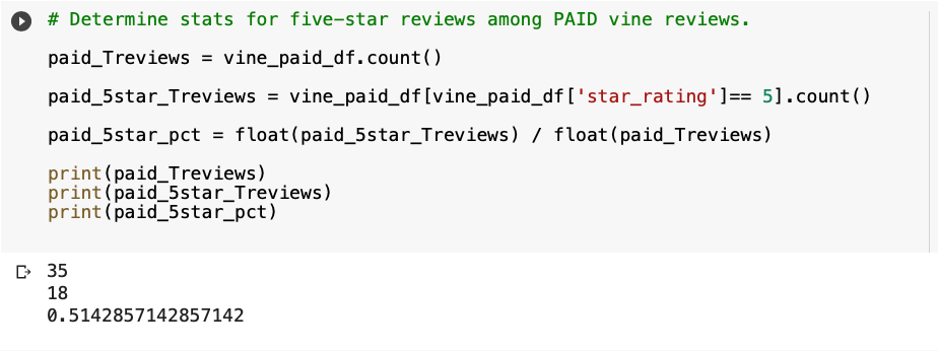 # Determine stats for five-star reviews among PAID vine reviews.
paid_Treviews = vine_paid_df.count()
paid_5star_Treviews = vine_paid_df[vine_paid_df['star_rating']== 5].count()
paid_5star_pct = float(paid_5star_Treviews) / float(paid_Treviews)
print(paid_Treviews)
print(paid_5star_Treviews)
print(paid_5star_pct)
35
18
0.5142857142857142